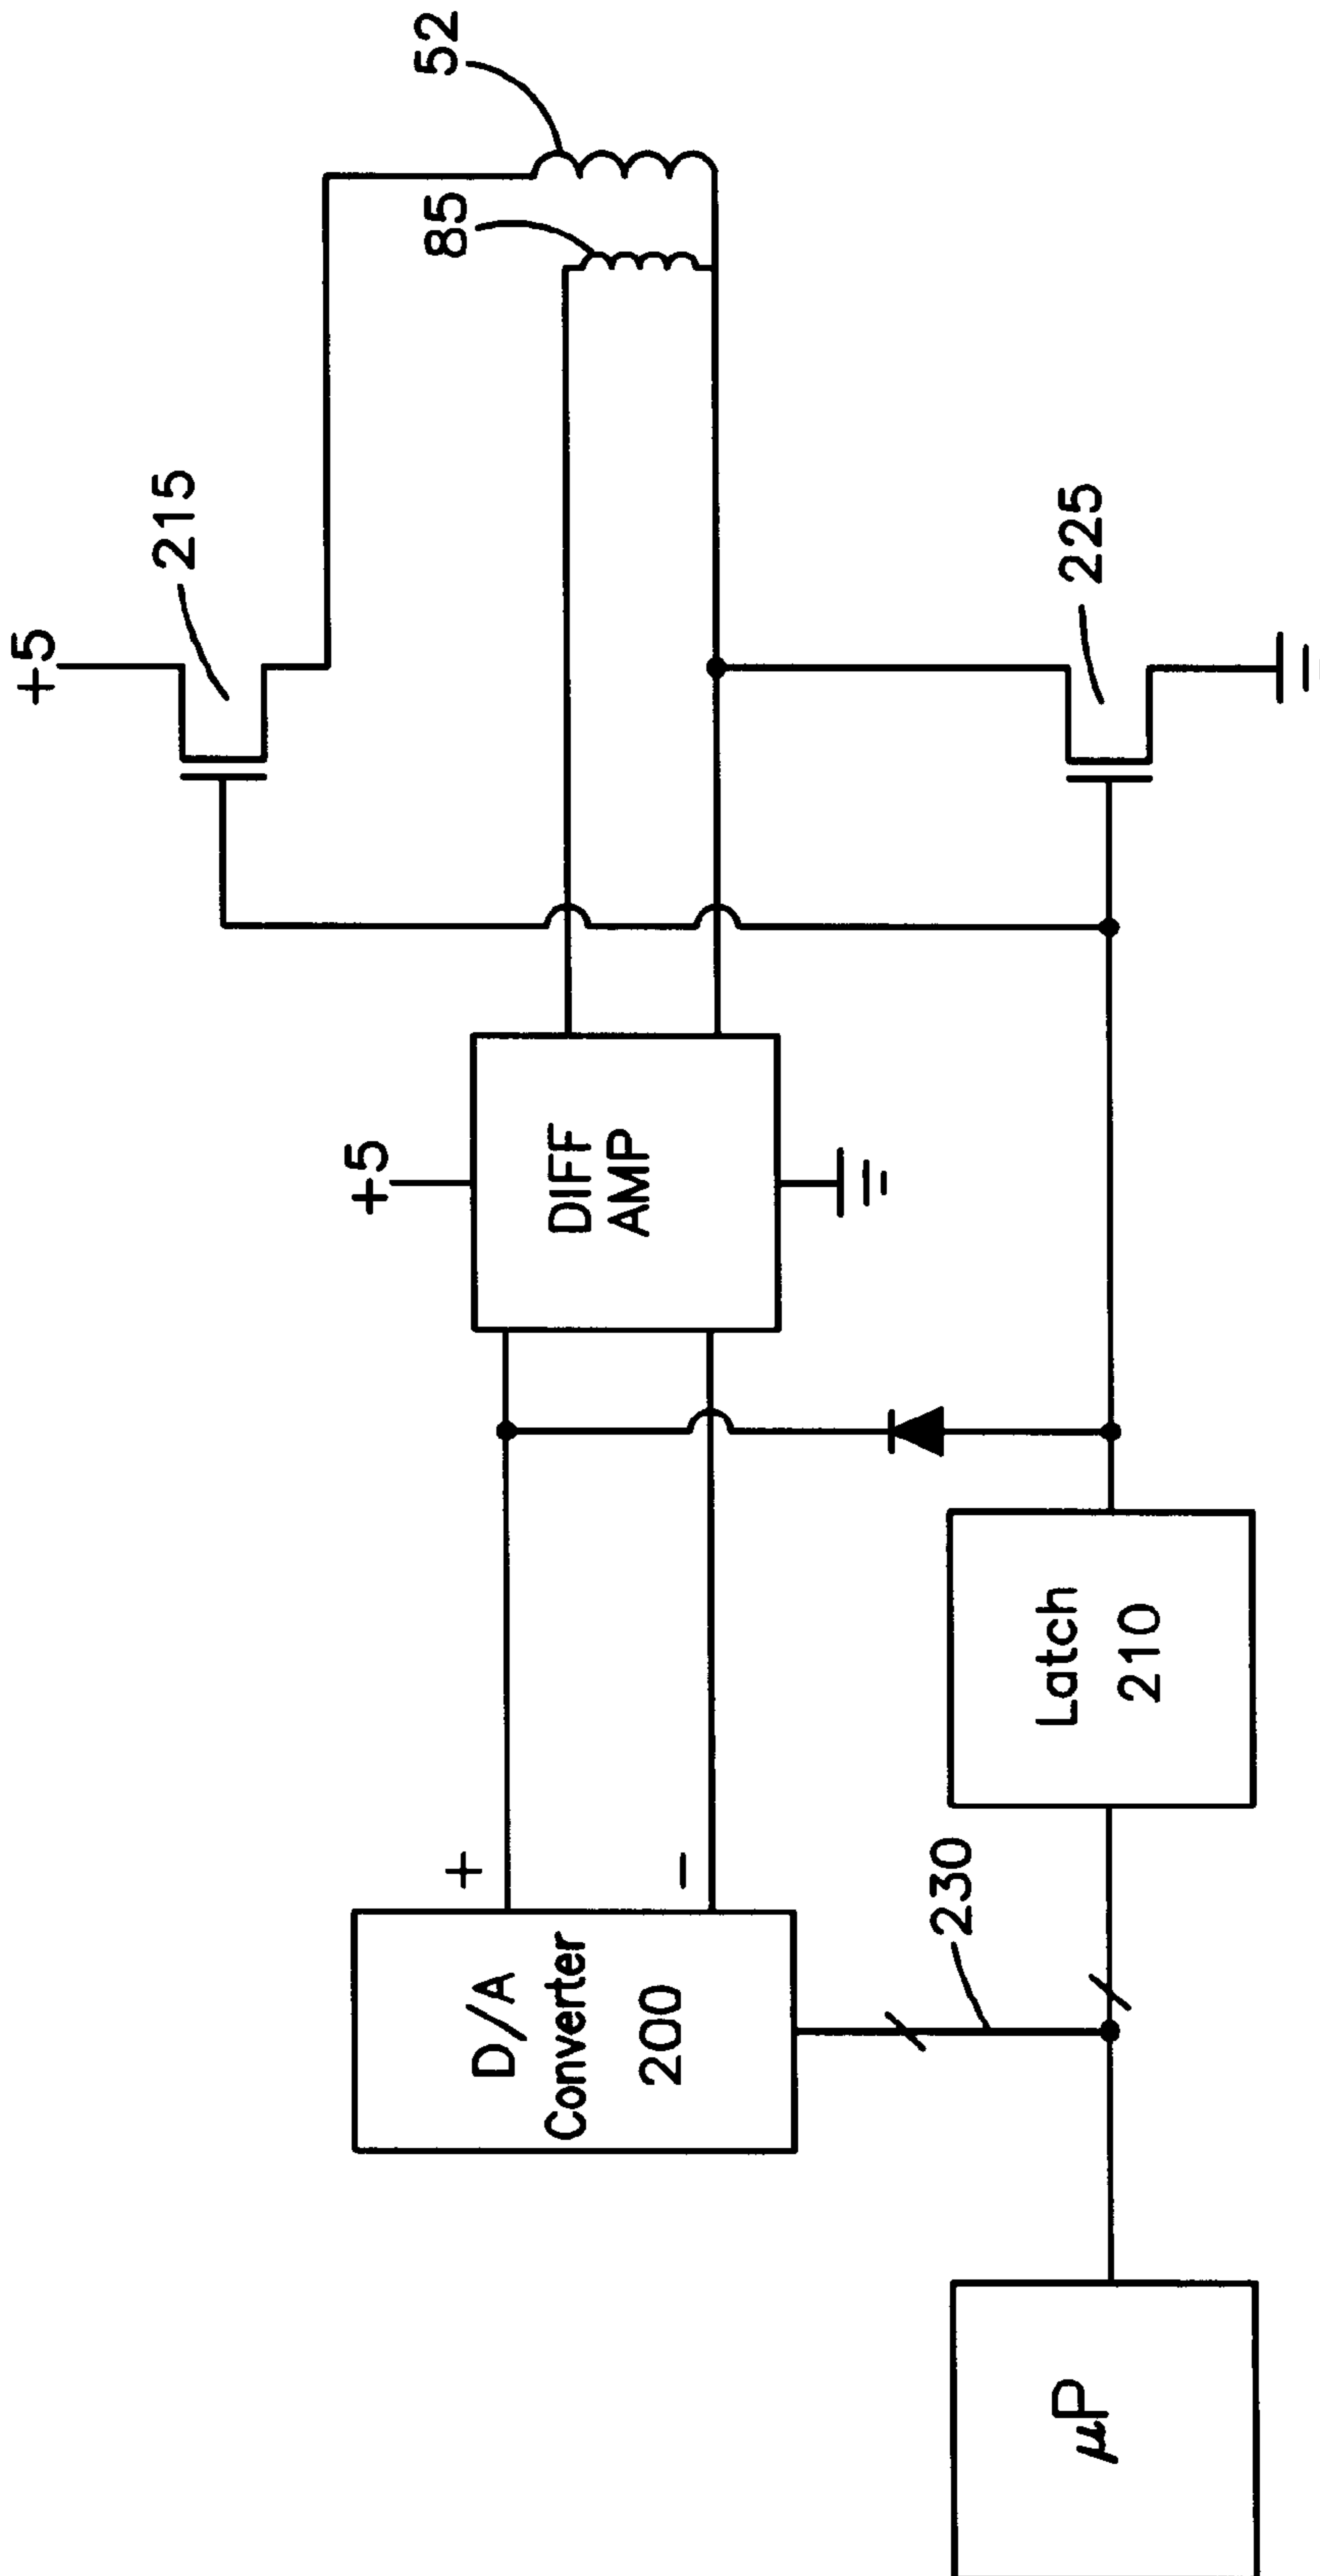 +5
215
52
85
+5
DIFF
AMP
225
+
-
D/A
Converter
200
230
Latch
210
µP